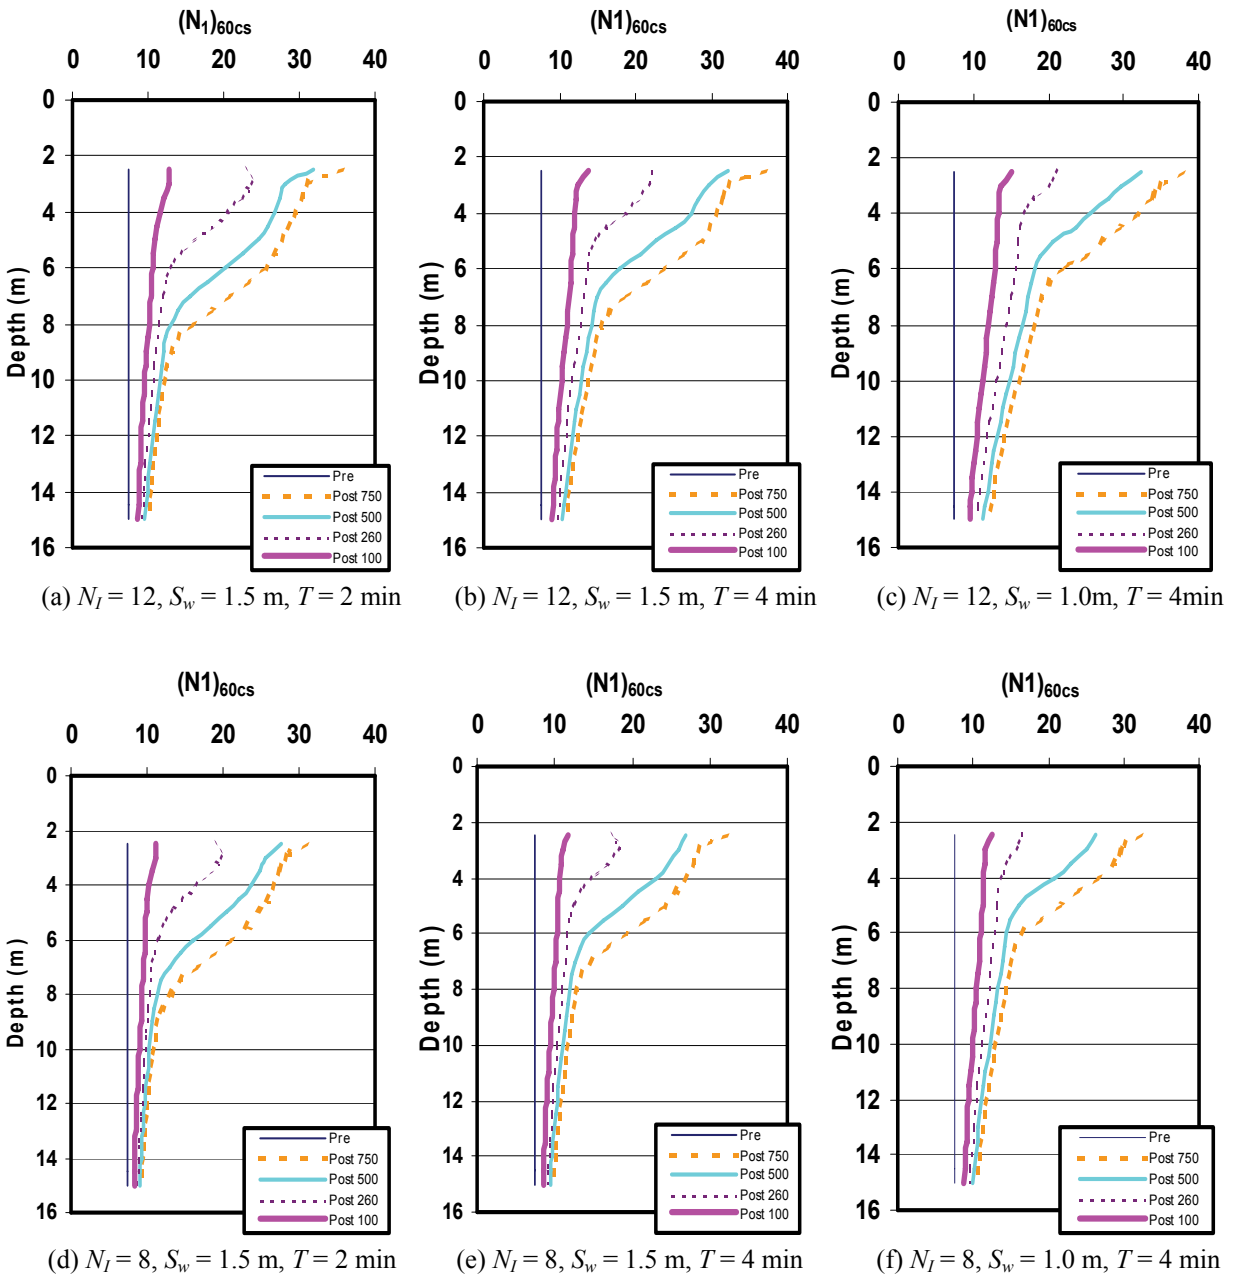 (N1)60cs
0 10 20 30 40
0
2
4
6
8
10
12
14
16
Depth (m)
Pre
Post 750
Post 500
Post 260
Post 100
(a) NI = 12, Sw = 1.5 m, T = 2 min
(N1)60cs
0 10 20 30 40
0
2
4
6
8
10
12
14
16
Depth (m)
Pre
Post 750
Post 500
Post 260
Post 100
(b) NI = 12, Sw = 1.5 m, T = 4 min
(N1)60cs
0 10 20 30 40
0
2
4
6
8
10
12
14
16
Depth (m)
Pre
Post 750
Post 500
Post 260
Post 100
(c) NI = 12, Sw = 1.0m, T = 4min
(N1)60cs
0 10 20 30 40
0
2
4
6
8
10
12
14
16
Depth (m)
Pre
Post 750
Post 500
Post 260
Post 100
(d) NI = 8, Sw = 1.5 m, T = 2 min
(N1)60cs
0 10 20 30 40
0
2
4
6
8
10
12
14
16
Depth (m)
Pre
Post 750
Post 500
Post 260
Post 100
(e) NI = 8, Sw = 1.5 m, T = 4 min
(N1)60cs
0 10 20 30 40
0
2
4
6
8
10
12
14
16
Depth (m)
Pre
Post 750
Post 500
Post 260
Post 100
(f) NI = 8, Sw = 1.0 m, T = 4 min